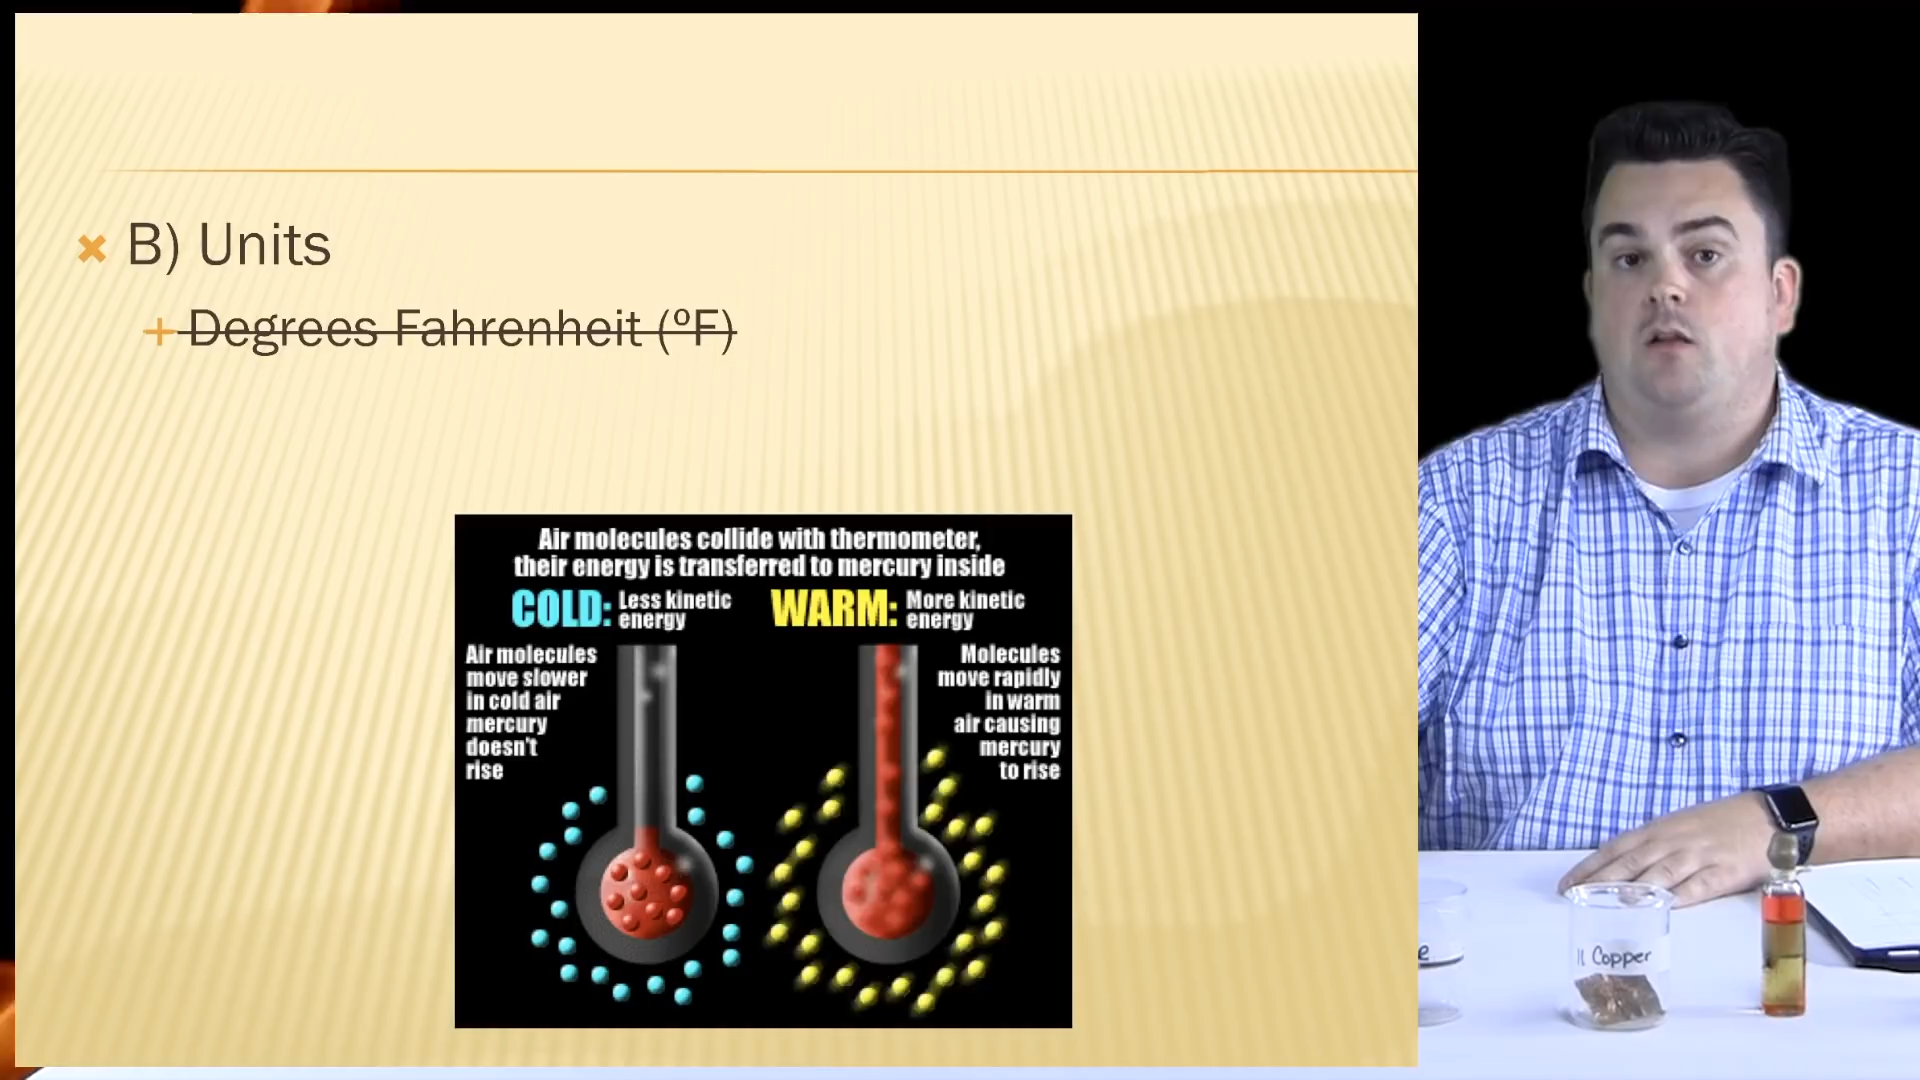 B) Units
Degrees Fahrenheit (ºF)
Air molecules collide with thermometer,
their energy is transferred to mercury inside
COLD: Less kinetic
energy
WARM: More kinetic
energy
Air molecules
move slower
in cold air
mercury
doesn't
rise
Molecules
move rapidly
in warm
air causing
mercury
to rise
e
Copper